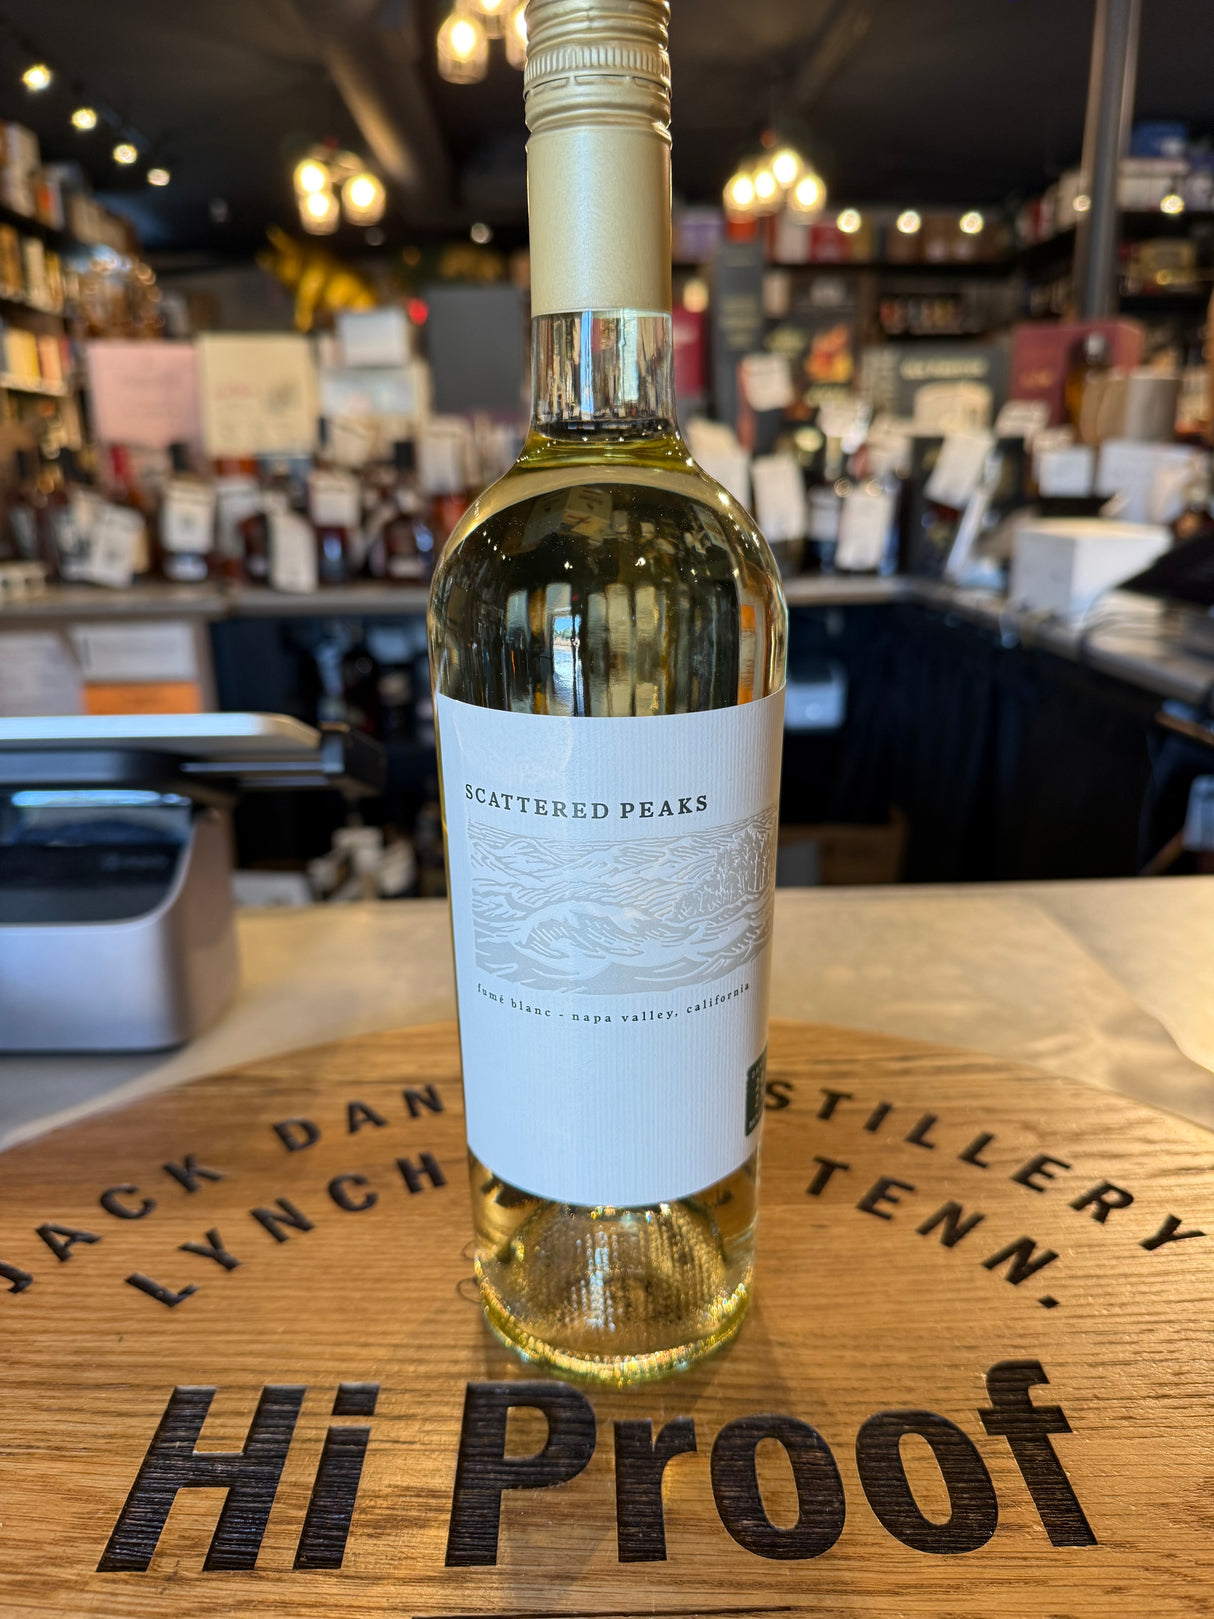 SCATTERED PEAKS
fumé blanc - napa valley, california
JACK DAN STILLERY
LYNCH TENN.
Hi Proof